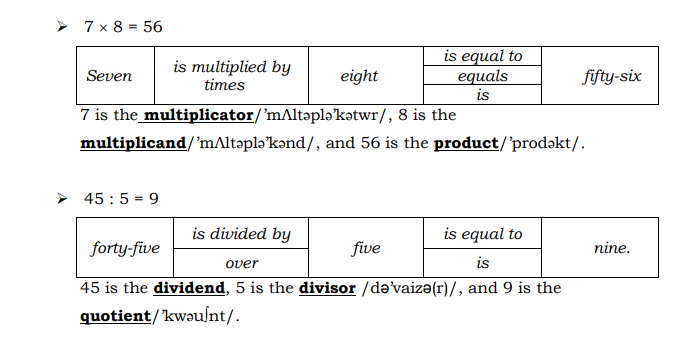 ➢ 7 × 8 = 56
Seven is multiplied by times eight is equal to equals is fifty-six
7 is the multiplicator/’mɅltəplə’kətwr/, 8 is the
multiplicand/’mɅltəplə’kənd/, and 56 is the product/’prodəkt/.
➢ 45 : 5 = 9
forty-five is divided by over five is equal to is nine.
45 is the dividend, 5 is the divisor /də’vaizə(r)/, and 9 is the
quotient/’kwəu∫nt/.